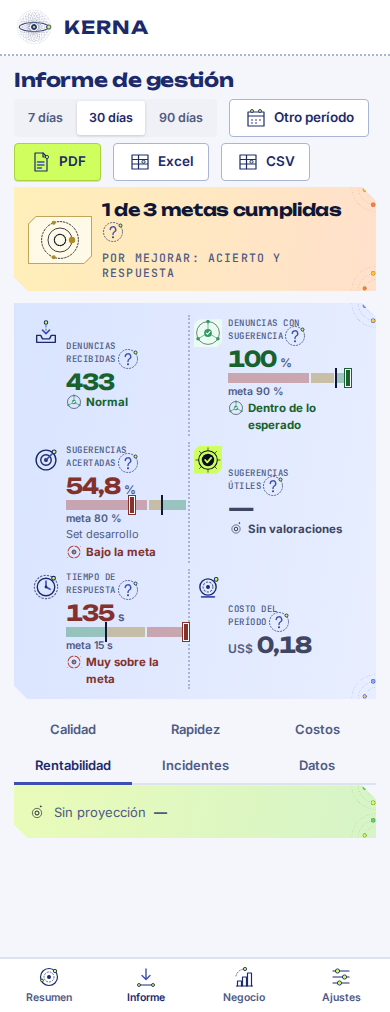 KERNA
Informe de gestión
7 días
30 días
90 días
Otro período
PDF
Excel
CSV
1 de 3 metas cumplidas
?
POR MEJORAR: ACIERTO Y
RESPUESTA
DENUNCIAS
RECIBIDAS ?
433
Normal
DENUNCIAS CON
SUGERENCIA ?
100 %
meta 90 %
Dentro de lo
esperado
SUGERENCIAS
ACERTADAS ?
54,8 %
meta 80 %
Set desarrollo
Bajo la meta
SUGERENCIAS
ÚTILES ?
—
Sin valoraciones
TIEMPO DE
RESPUESTA ?
135 s
meta 15 s
Muy sobre la
meta
COSTO DEL
PERÍODO ?
US$ 0,18
Calidad
Rapidez
Costos
Rentabilidad
Incidentes
Datos
Sin proyección —
Resumen
Informe
Negocio
Ajustes